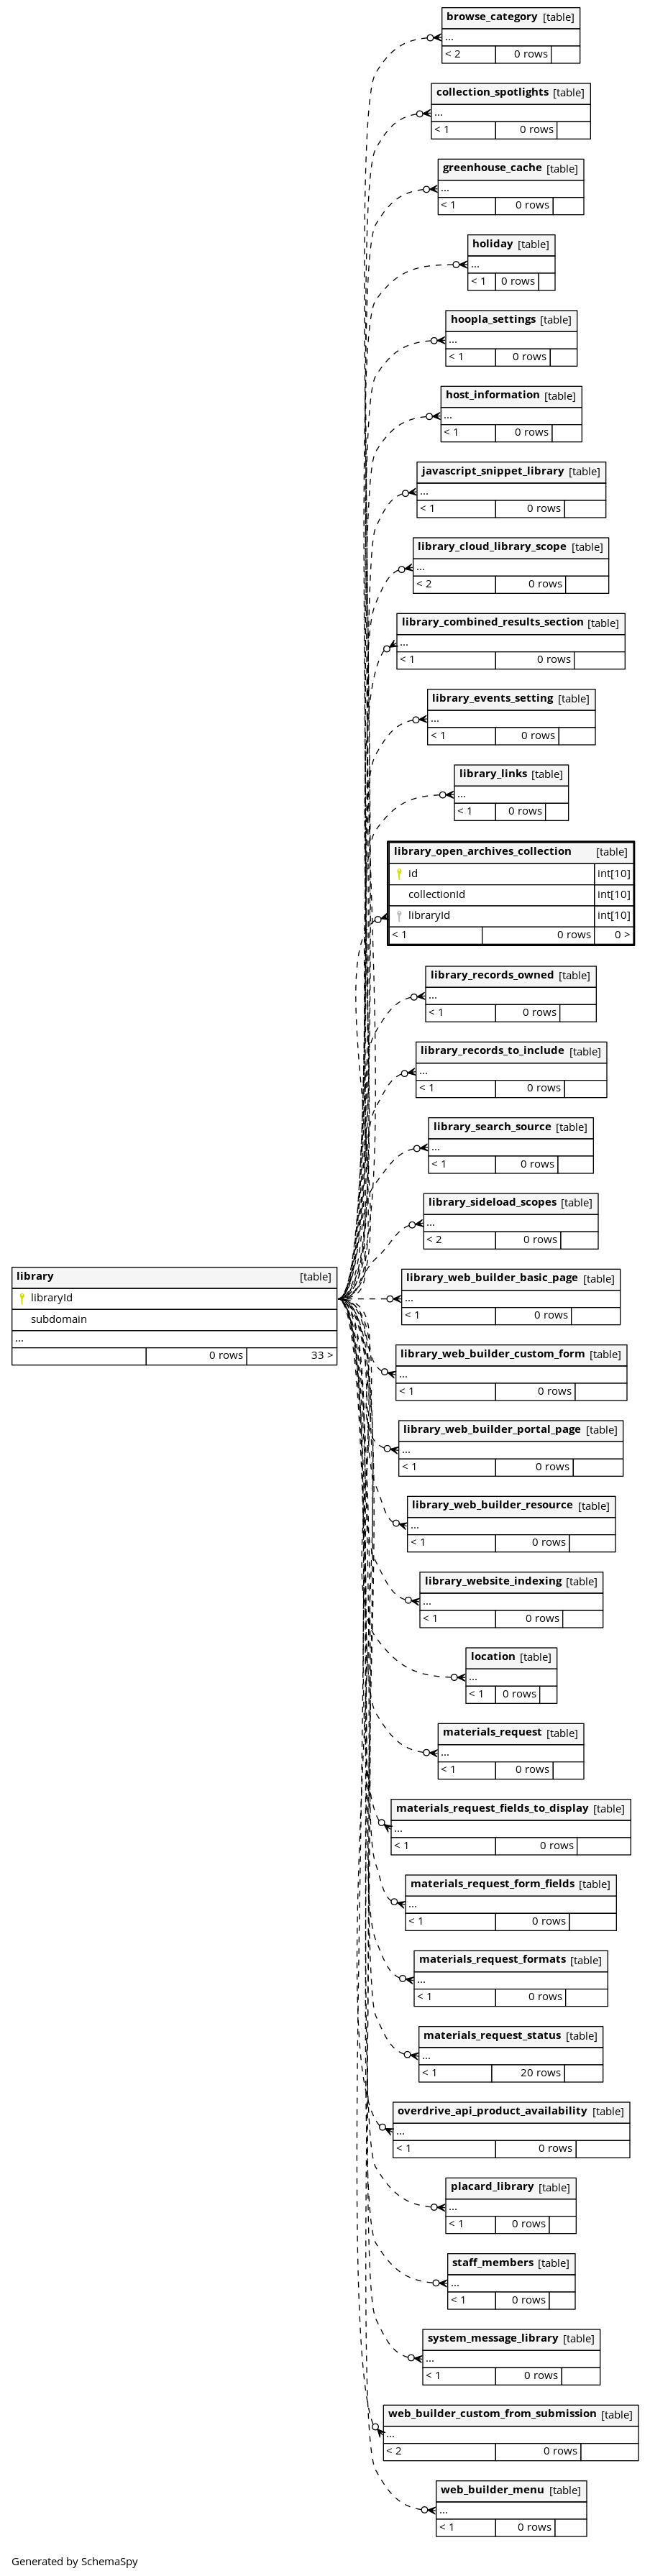 browse_category [table]
...
< 2 0 rows
collection_spotlights [table]
...
< 1 0 rows
greenhouse_cache [table]
...
< 1 0 rows
holiday [table]
...
< 1 0 rows
hoopla_settings [table]
...
< 1 0 rows
host_information [table]
...
< 1 0 rows
javascript_snippet_library [table]
...
< 1 0 rows
library_cloud_library_scope [table]
...
< 2 0 rows
library_combined_results_section [table]
...
< 1 0 rows
library_events_setting [table]
...
< 1 0 rows
library_links [table]
...
< 1 0 rows
library_open_archives_collection [table]
id int[10]
collectionId int[10]
libraryId int[10]
< 1 0 rows 0 >
library_records_owned [table]
...
< 1 0 rows
library_records_to_include [table]
...
< 1 0 rows
library_search_source [table]
...
< 1 0 rows
library_sideload_scopes [table]
...
< 2 0 rows
library [table]
libraryId
subdomain
...
0 rows 33 >
library_web_builder_basic_page [table]
...
< 1 0 rows
library_web_builder_custom_form [table]
...
< 1 0 rows
library_web_builder_portal_page [table]
...
< 1 0 rows
library_web_builder_resource [table]
...
< 1 0 rows
library_website_indexing [table]
...
< 1 0 rows
location [table]
...
< 1 0 rows
materials_request [table]
...
< 1 0 rows
materials_request_fields_to_display [table]
...
< 1 0 rows
materials_request_form_fields [table]
...
< 1 0 rows
materials_request_formats [table]
...
< 1 0 rows
materials_request_status [table]
...
< 1 20 rows
overdrive_api_product_availability [table]
...
< 1 0 rows
placard_library [table]
...
< 1 0 rows
staff_members [table]
...
< 1 0 rows
system_message_library [table]
...
< 1 0 rows
web_builder_custom_from_submission [table]
...
< 2 0 rows
web_builder_menu [table]
...
< 1 0 rows
Generated by SchemaSpy